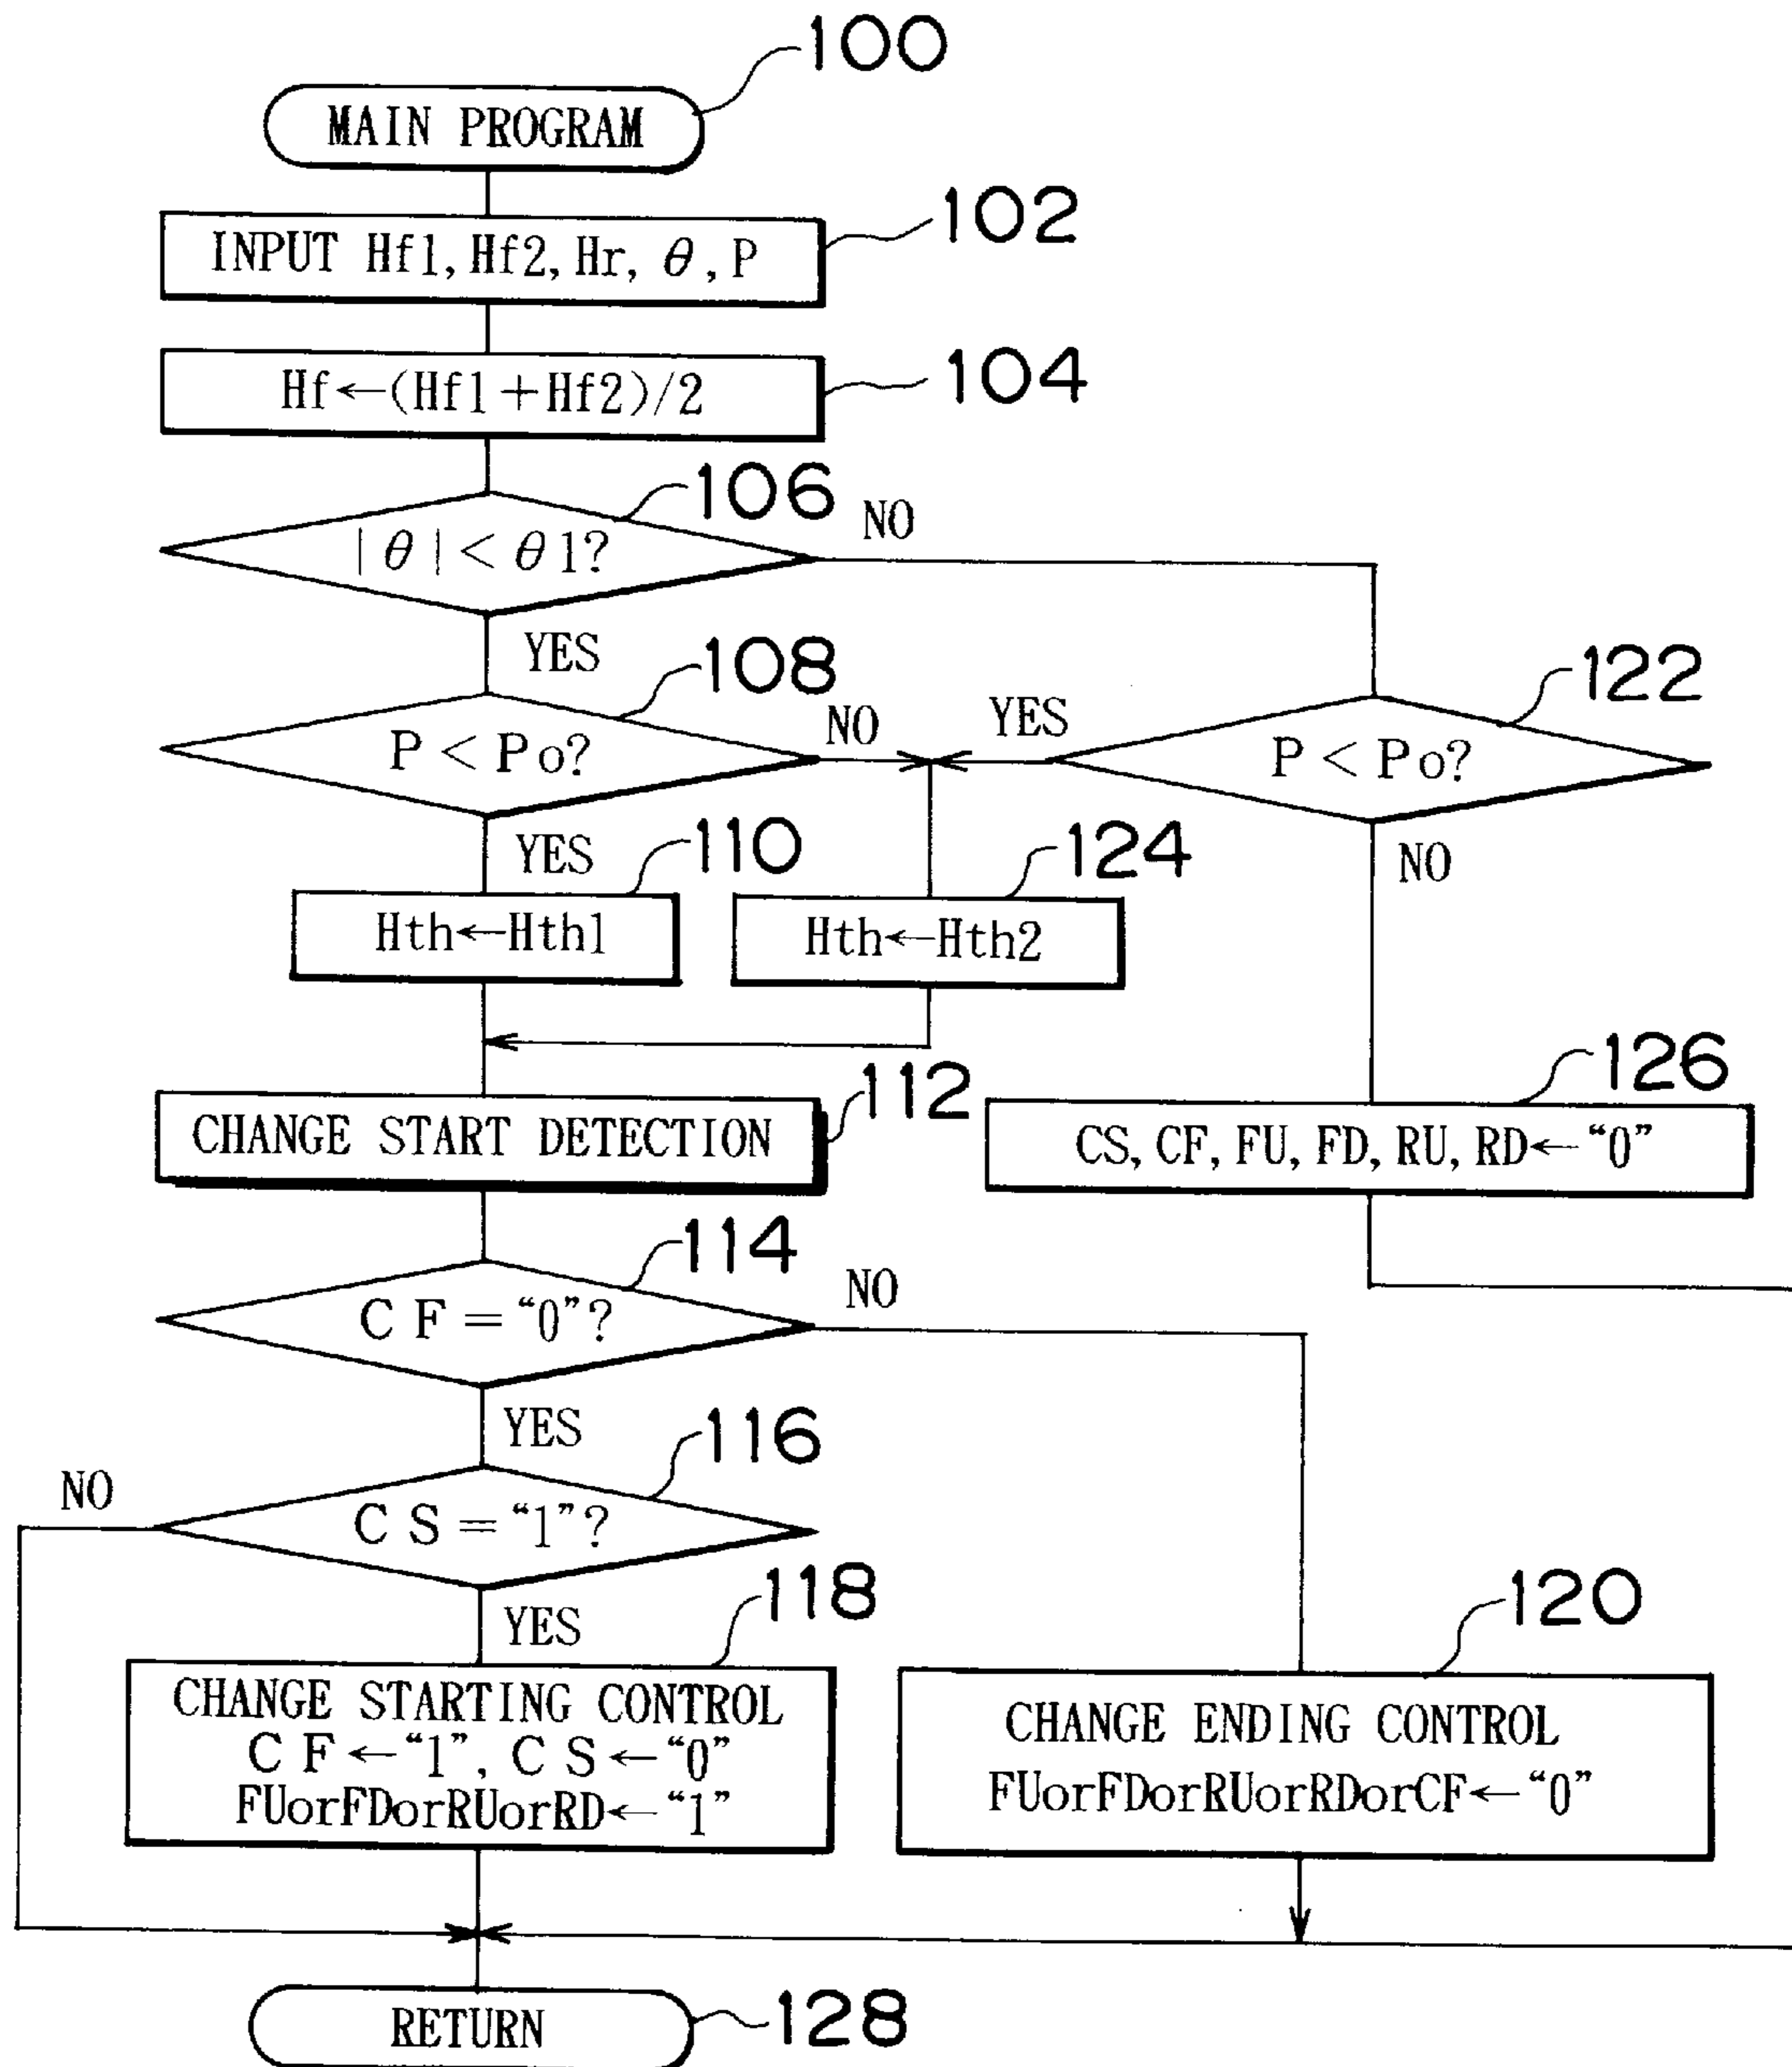 100
MAIN PROGRAM
102
INPUT Hf1, Hf2, Hr, θ, P
104
Hf←(Hf1+Hf2)/2
106
|θ|<θ1?
NO
YES
108
P<Po?
NO
YES
122
P<Po?
YES
110
Hth←Hth1
124
Hth←Hth2
NO
112
CHANGE START DETECTION
126
CS, CF, FU, FD, RU, RD←“0”
114
CF=“0”?
NO
YES
116
NO
CS=“1”?
YES
118
CHANGE STARTING CONTROL
CF←“1”, CS←“0”
FUorFDorRUorRD←“1”
120
CHANGE ENDING CONTROL
FUorFDorRUorRDorCF←“0”
RETURN
128